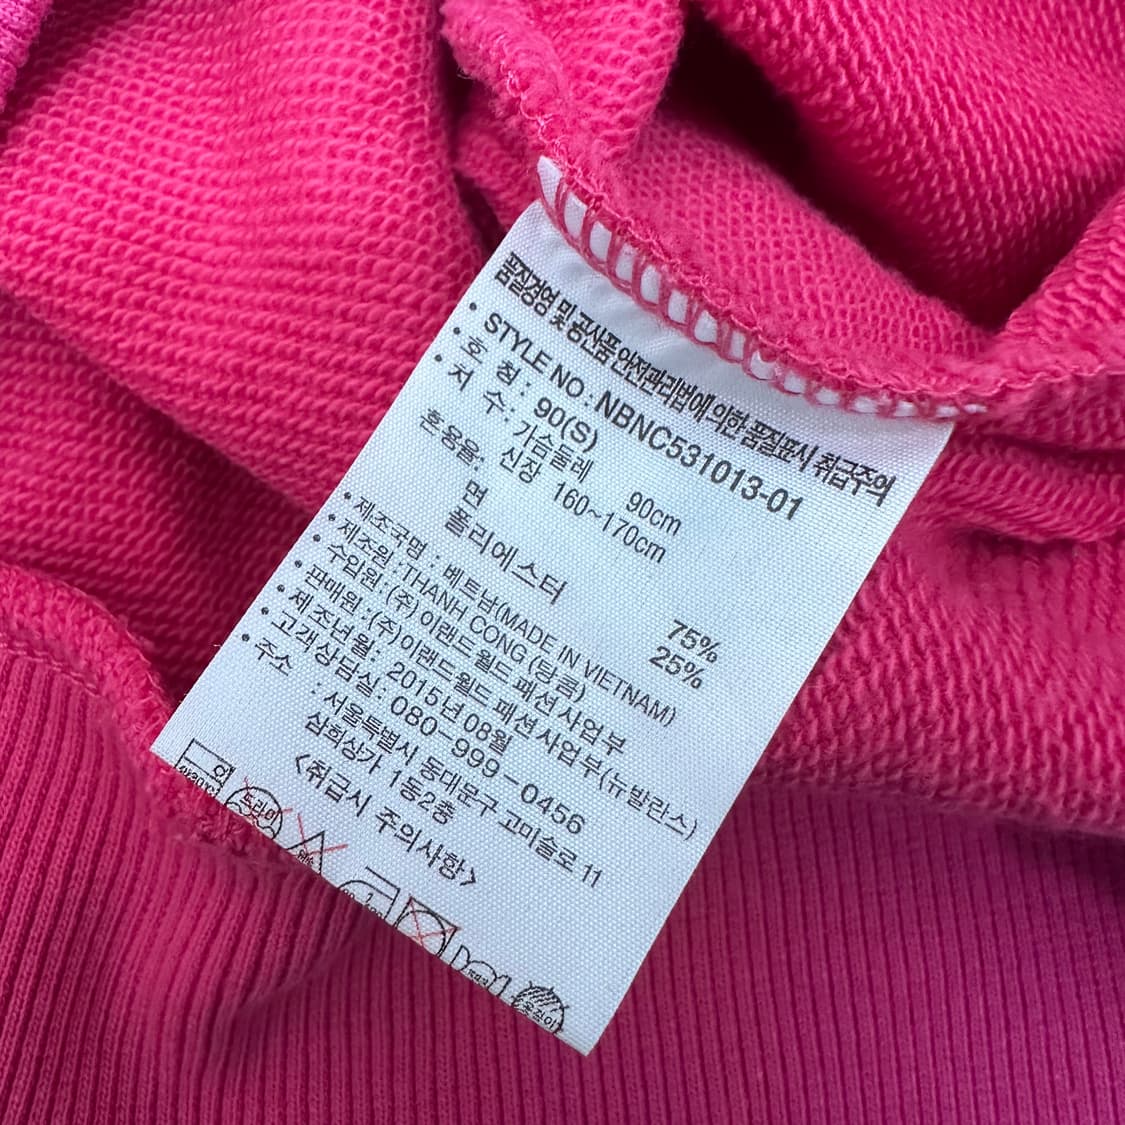 품질경영 및 공산품 안전관리법에 의한 품질표시 취급주의
• STYLE NO : NBNC531013-01
• 호 칭 : 90(S)
• 치 수 : 가슴둘레 90cm
신장 160~170cm
혼용율:
면 75%
폴리에스터 25%
• 제조국명 : 베트남(MADE IN VIETNAM)
• 제조원 : THANH CONG (탕콤)
• 수입원 : (주) 이랜드월드 패션사업부
• 판매원 : (주)이랜드월드 패션사업부(뉴발란스)
• 제조년월 : 2015년 08월
• 고객상담실: 080-999-0456
• 주소 : 서울특별시 동대문구 고미술로 11
삼희상가 1동2층
<취급시 주의사항>
드라이
옷걸이